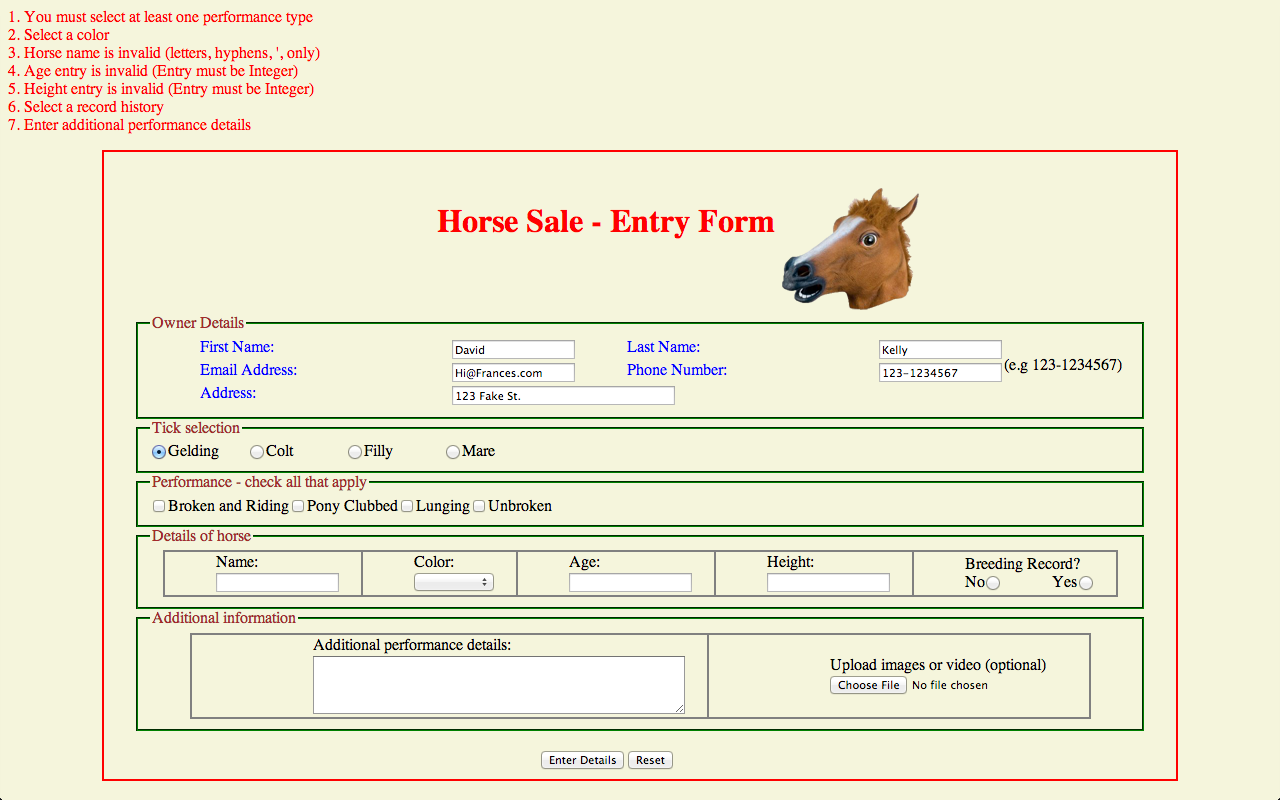 1. You must select at least one performance type
2. Select a color
3. Horse name is invalid (letters, hyphens, ', only)
4. Age entry is invalid (Entry must be Integer)
5. Height entry is invalid (Entry must be Integer)
6. Select a record history
7. Enter additional performance details
Horse Sale - Entry Form
Owner Details
First Name: David Last Name: Kelly
Email Address: Hi@Frances.com Phone Number: 123-1234567 (e.g 123-1234567)
Address: 123 Fake St.
Tick selection
Gelding Colt Filly Mare
Performance - check all that apply
Broken and Riding Pony Clubbed Lunging Unbroken
Details of horse
Name: Color: Age: Height: Breeding Record?
No Yes
Additional information
Additional performance details:
Upload images or video (optional)
Choose File No file chosen
Enter Details Reset